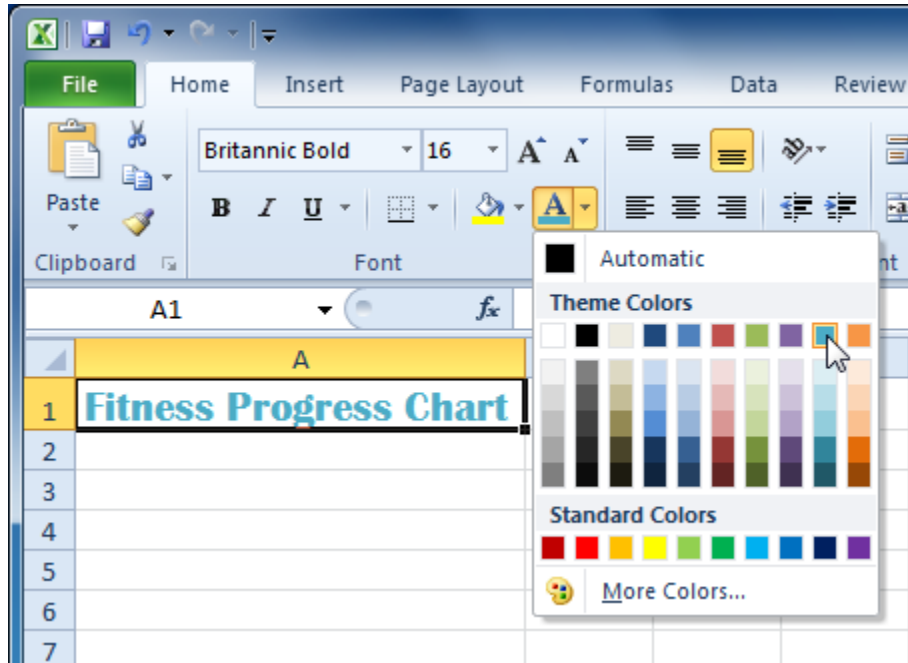 File Home Insert Page Layout Formulas Data Review
Britannic Bold 16 A A
Paste
B I U A
Clipboard Font
Automatic
A1 fx
Theme Colors
A
1 Fitness Progress Chart
2
3
4
Standard Colors
5
More Colors...
6
7